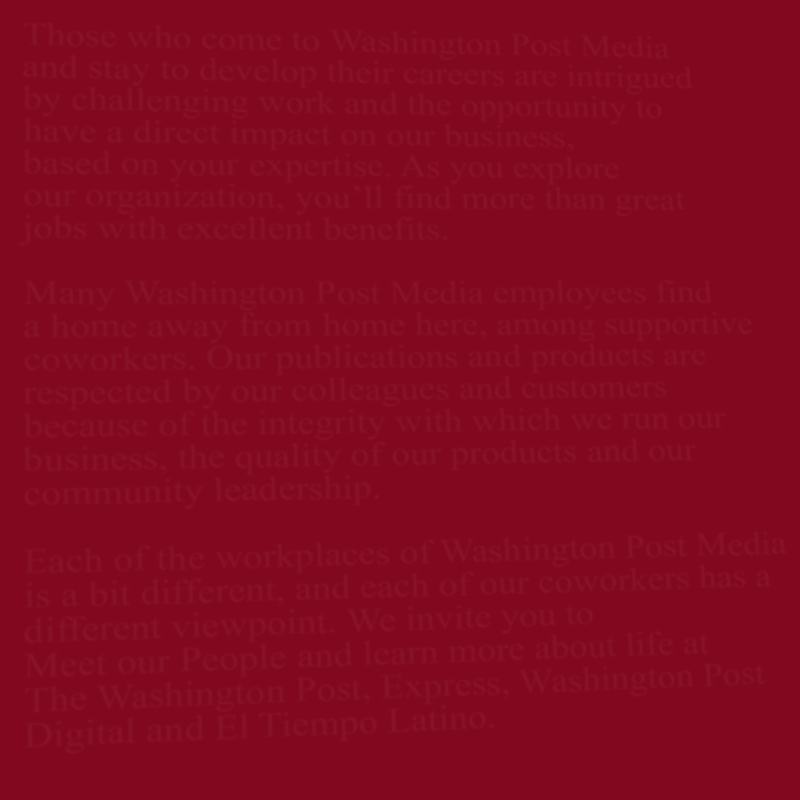 Those who come to Washington Post Media
and stay to develop their careers are intrigued
by challenging work and the opportunity to
have a direct impact on our business,
based on your expertise. As you explore
our organization, you'll find more than great
jobs with excellent benefits.
Many Washington Post Media employees find
a home away from home here, among supportive
coworkers. Our publications and products are
respected by our colleagues and customers
because of the integrity with which we run our
business, the quality of our products and our
community leadership.
Each of the workplaces of Washington Post Media
is a bit different, and each of our coworkers has a
different viewpoint. We invite you to
Meet our People and learn more about life at
The Washington Post, Express, Washington Post
Digital and El Tiempo Latino.